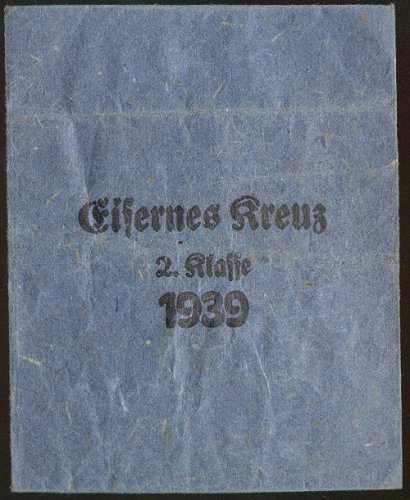 Eisernes Kreuz
2. Klasse
1939